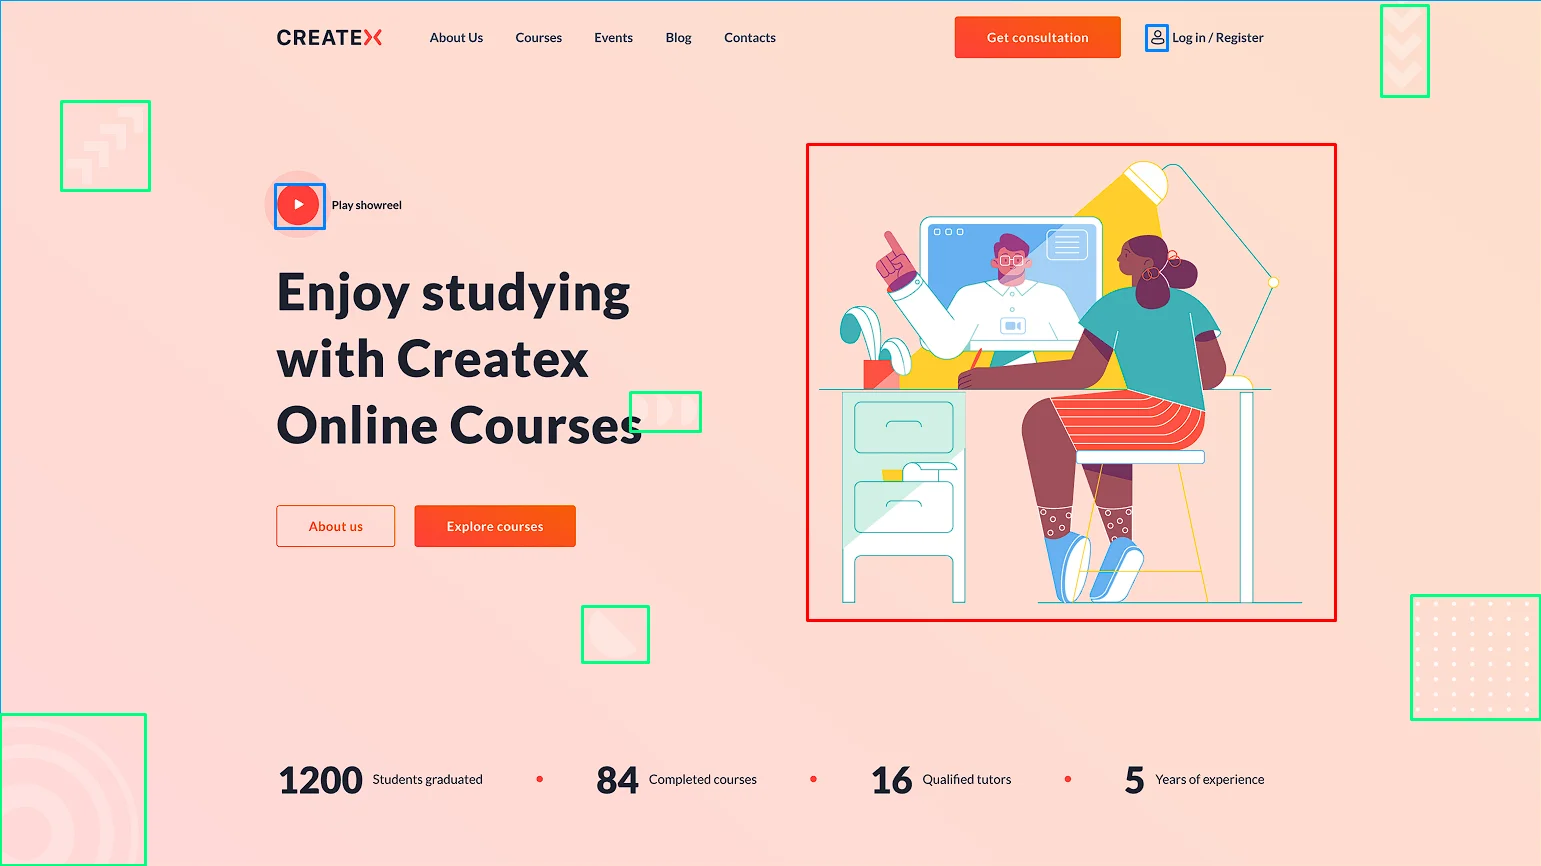 CREATEX
About Us
Courses
Events
Blog
Contacts
Get consultation
Log in / Register
Play showreel
Enjoy studying
with Createx
Online Courses
About us
Explore courses
1200 Students graduated
84 Completed courses
16 Qualified tutors
5 Years of experience